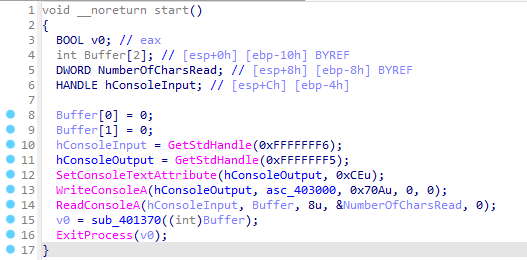 1 void __noreturn start()
2 {
3 BOOL v0; // eax
4 int Buffer[2]; // [esp+0h] [ebp-10h] BYREF
5 DWORD NumberOfCharsRead; // [esp+8h] [ebp-8h] BYREF
6 HANDLE hConsoleInput; // [esp+Ch] [ebp-4h]
7
8 Buffer[0] = 0;
9 Buffer[1] = 0;
10 hConsoleInput = GetStdHandle(0xFFFFFFF6);
11 hConsoleOutput = GetStdHandle(0xFFFFFFF5);
12 SetConsoleTextAttribute(hConsoleOutput, 0xCEu);
13 WriteConsoleA(hConsoleOutput, asc_403000, 0x70Au, 0, 0);
14 ReadConsoleA(hConsoleInput, Buffer, 8u, &NumberOfCharsRead, 0);
15 v0 = sub_401370((int)Buffer);
16 ExitProcess(v0);
17 }